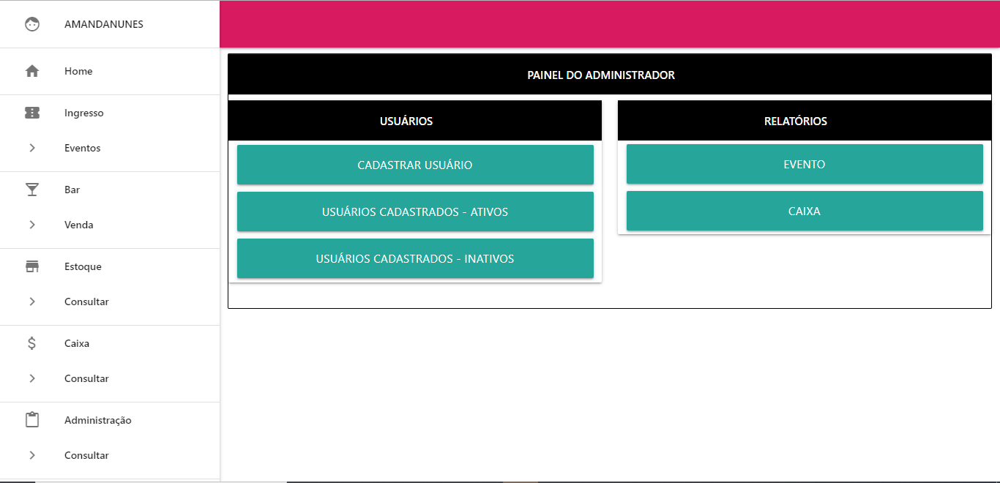 AMANDANUNES
Home
Ingresso
Eventos
Bar
Venda
Estoque
Consultar
Caixa
Consultar
Administração
Consultar
PAINEL DO ADMINISTRADOR
USUÁRIOS
CADASTRAR USUÁRIO
USUÁRIOS CADASTRADOS - ATIVOS
USUÁRIOS CADASTRADOS - INATIVOS
RELATÓRIOS
EVENTO
CAIXA